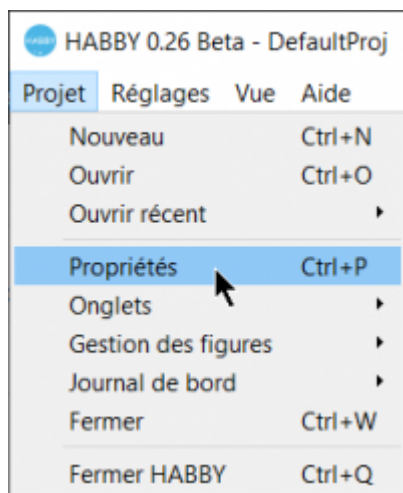 HABBY HABBY 0.26 Beta - DefaultProj
Projet Réglages Vue Aide
Nouveau Ctrl+N
Ouvrir Ctrl+O
Ouvrir récent
Propriétés Ctrl+P
Onglets
Gestion des figures
Journal de bord
Fermer Ctrl+W
Fermer HABBY Ctrl+Q